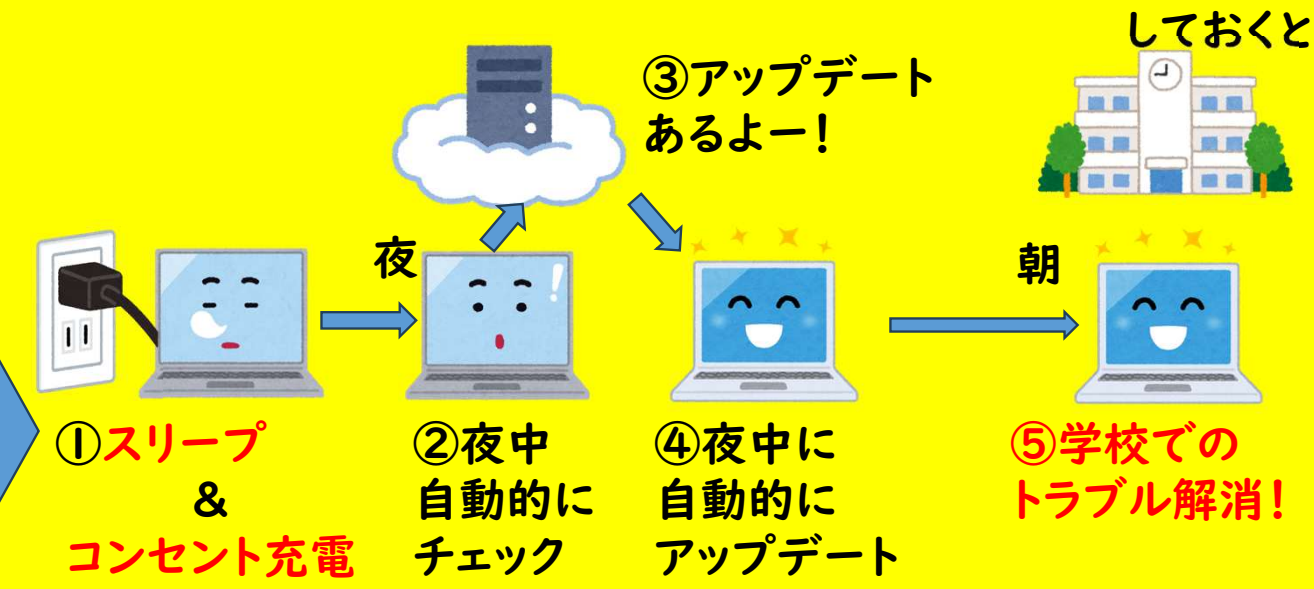 しておくと
③アップデート
あるよー!
夜
朝
①スリープ
&
コンセント充電
②夜中
自動的に
チェック
④夜中に
自動的に
アップデート
⑤学校での
トラブル解消!